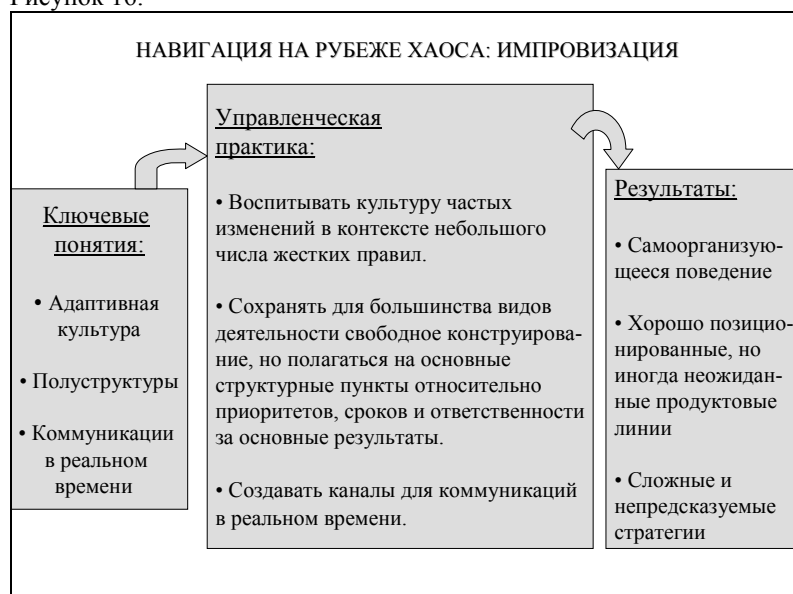 Рисунок 16.
НАВИГАЦИЯ НА РУБЕЖЕ ХАОСА: ИМПРОВИЗАЦИЯ
Ключевые
понятия:
• Адаптивная
культура
• Полуструктуры
• Коммуникации
в реальном
времени
Управленческая
практика:
• Воспитывать культуру частых
изменений в контексте небольшого
числа жестких правил.
• Сохранять для большинства видов
деятельности свободное конструирова-
ние, но полагаться на основные
структурные пункты относительно
приоритетов, сроков и ответственности
за основные результаты.
• Создавать каналы для коммуникаций
в реальном времени.
Результаты:
• Самоорганизую-
щееся поведение
• Хорошо позицио-
нированные, но
иногда неожидан-
ные продуктовые
линии
• Сложные и
непредсказуемые
стратегии